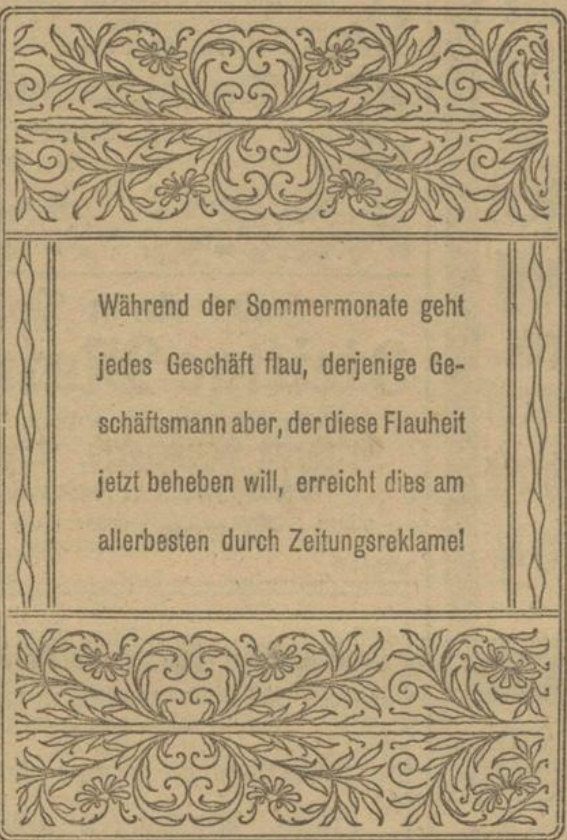 Während der Sommermonate geht
jedes Geschäft flau, derjenige Ge-
schäftsmann aber, der diese Flauheit
jetzt beheben will, erreicht dies am
allerbesten durch Zeitungsreklame!